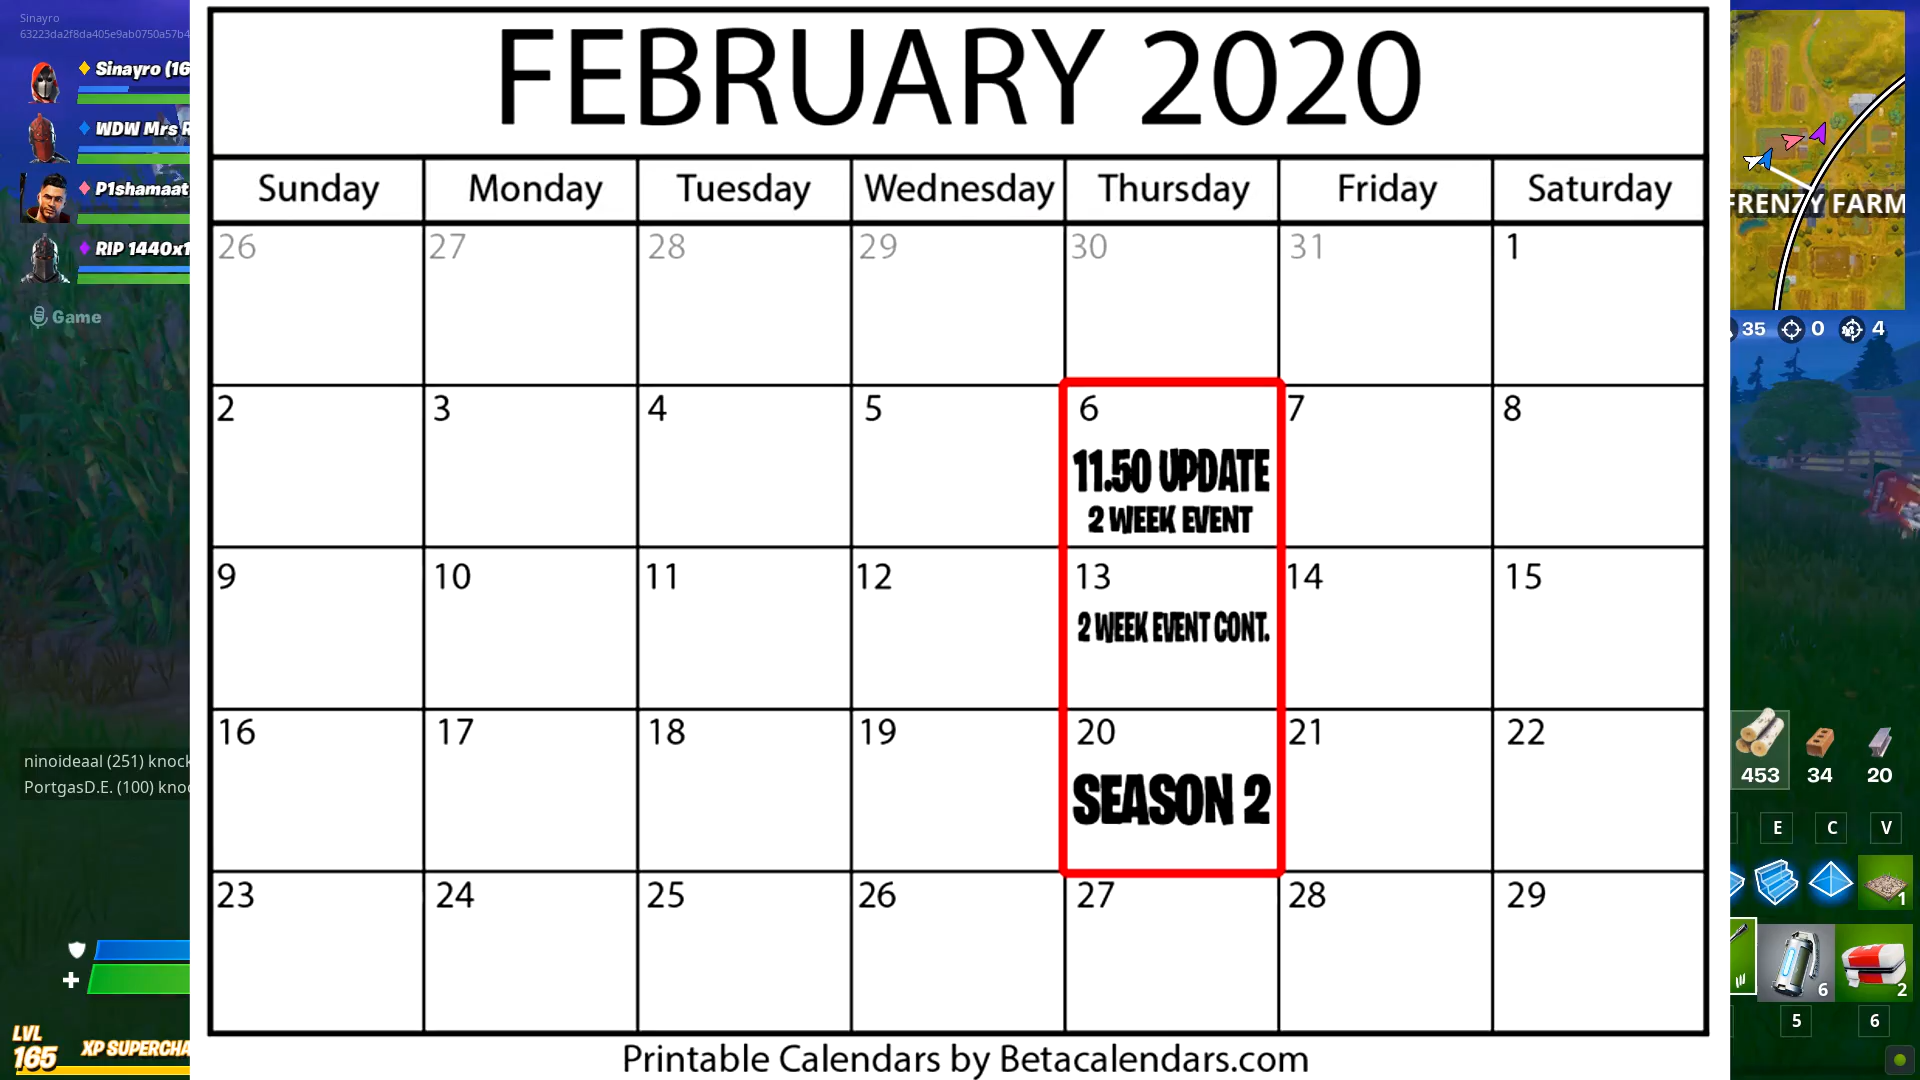 Sinayro
63223da2f8da405e9ab0750a57b4
Sinayro (16
WDW Mrs R
P1shamaat
RIP 1440x1
Game
ninoideaal (251) knock
PortgasD.E. (100) kno
LVL
165
XP SUPERCHA
FEBRUARY 2020
Sunday Monday Tuesday Wednesday Thursday Friday Saturday
26 27 28 29 30 31 1
2 3 4 5 6 7 8
11.50 UPDATE
2 WEEK EVENT
9 10 11 12 13 14 15
2 WEEK EVENT CONT.
16 17 18 19 20 21 22
SEASON 2
23 24 25 26 27 28 29
Printable Calendars by Betacalendars.com
FRENZY FARM
35 0 4
453 34 20
E C V
1
6 2
5 6